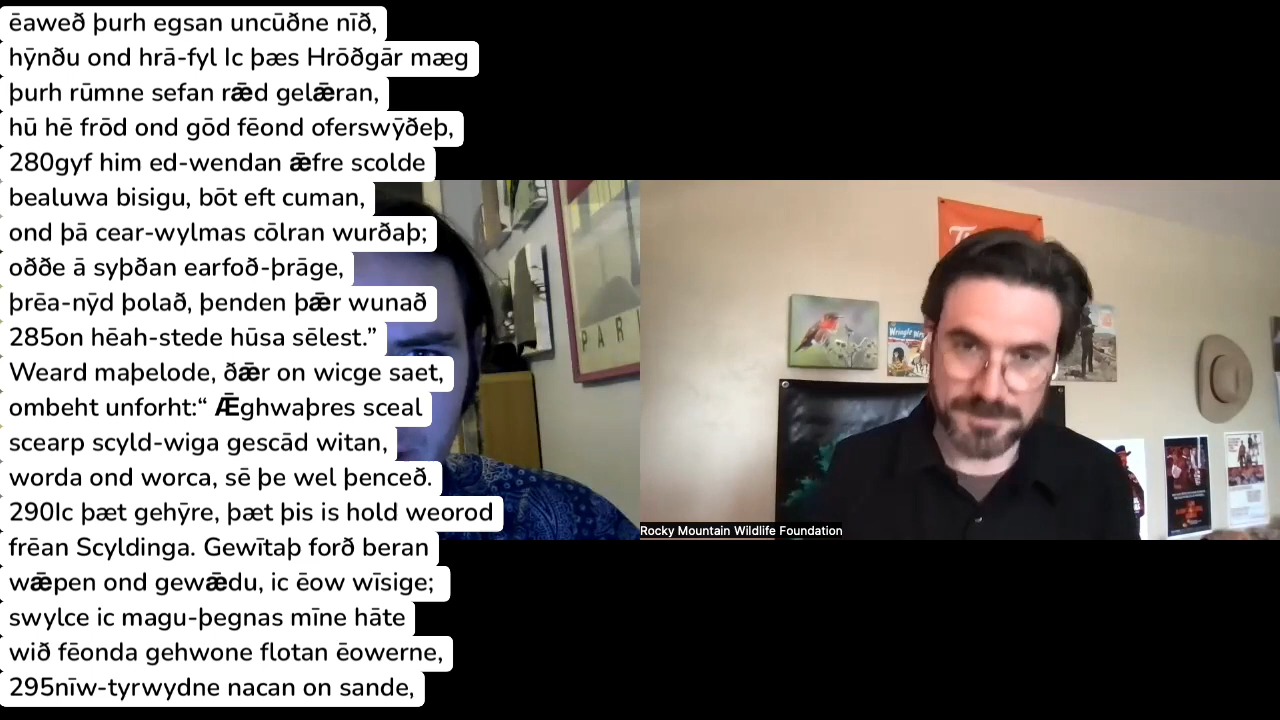 ēaweð þurh egsan uncūðne nīð,
hȳnðu ond hrā-fyl Ic þæs Hrōðgār mæg
þurh rūmne sefan rǣd gelǣran,
hū hē frōd ond gōd fēond oferswȳðeþ,
280gyf him ed-wendan ǣfre scolde
bealuwa bisigu, bōt eft cuman,
ond þā cear-wylmas cōlran wurðaþ;
oððe ā syþðan earfoð-þrāge,
þrēa-nȳd þolað, þenden þǣr wunað
285on hēah-stede hūsa sēlest.”
Weard maþelode, ðǣr on wicge saet,
ombeht unforht:“ Ǣghwaþres sceal
scearp scyld-wiga gescād witan,
worda ond worca, sē þe wel þenceð.
290Ic þæt gehȳre, þæt þis is hold weorod
frēan Scyldinga. Gewītaþ forð beran
wǣpen ond gewǣdu, ic ēow wīsige;
swylce ic magu-þegnas mīne hāte
wið fēonda gehwone flotan ēowerne,
295nīw-tyrwydne nacan on sande,
PARI
Rocky Mountain Wildlife Foundation